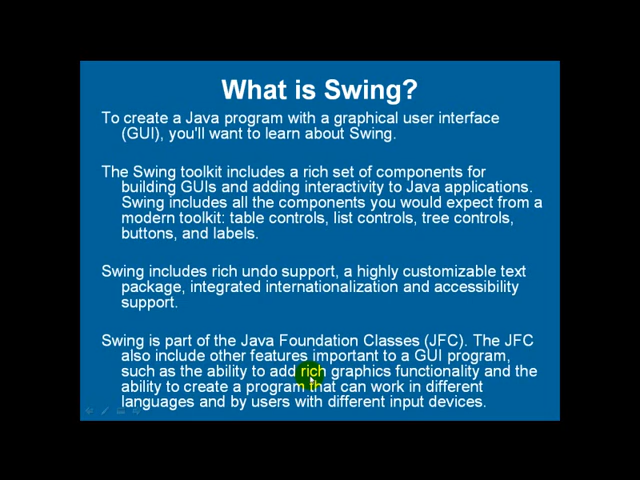 What is Swing?
To create a Java program with a graphical user interface
(GUI), you'll want to learn about Swing.
The Swing toolkit includes a rich set of components for
building GUIs and adding interactivity to Java applications.
Swing includes all the components you would expect from a
modern toolkit: table controls, list controls, tree controls,
buttons, and labels.
Swing includes rich undo support, a highly customizable text
package, integrated internationalization and accessibility
support.
Swing is part of the Java Foundation Classes (JFC). The JFC
also include other features important to a GUI program,
such as the ability to add rich graphics functionality and the
ability to create a program that can work in different
languages and by users with different input devices.